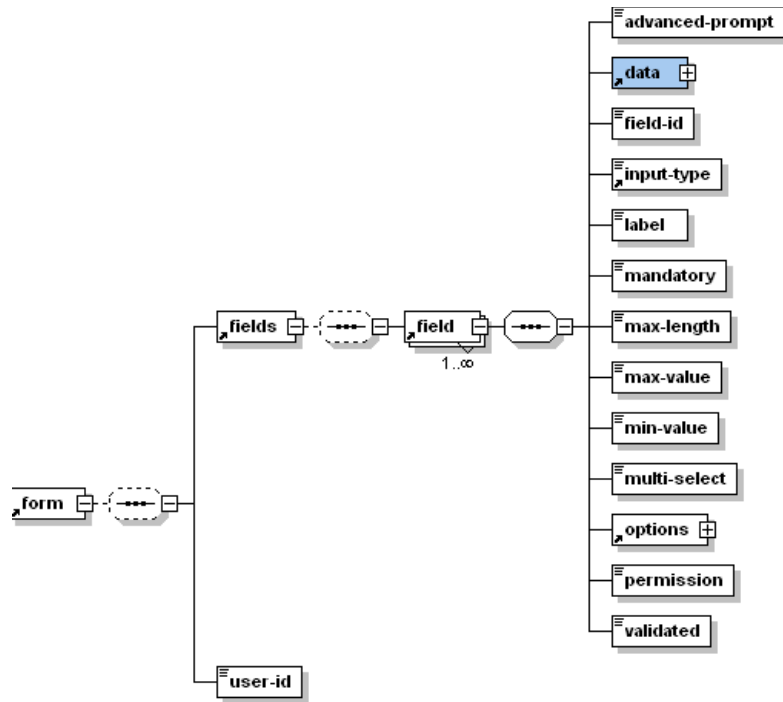 advanced-prompt
data
field-id
input-type
label
mandatory
fields
field
max-length
1..∞
max-value
min-value
multi-select
form
options
permission
validated
user-id